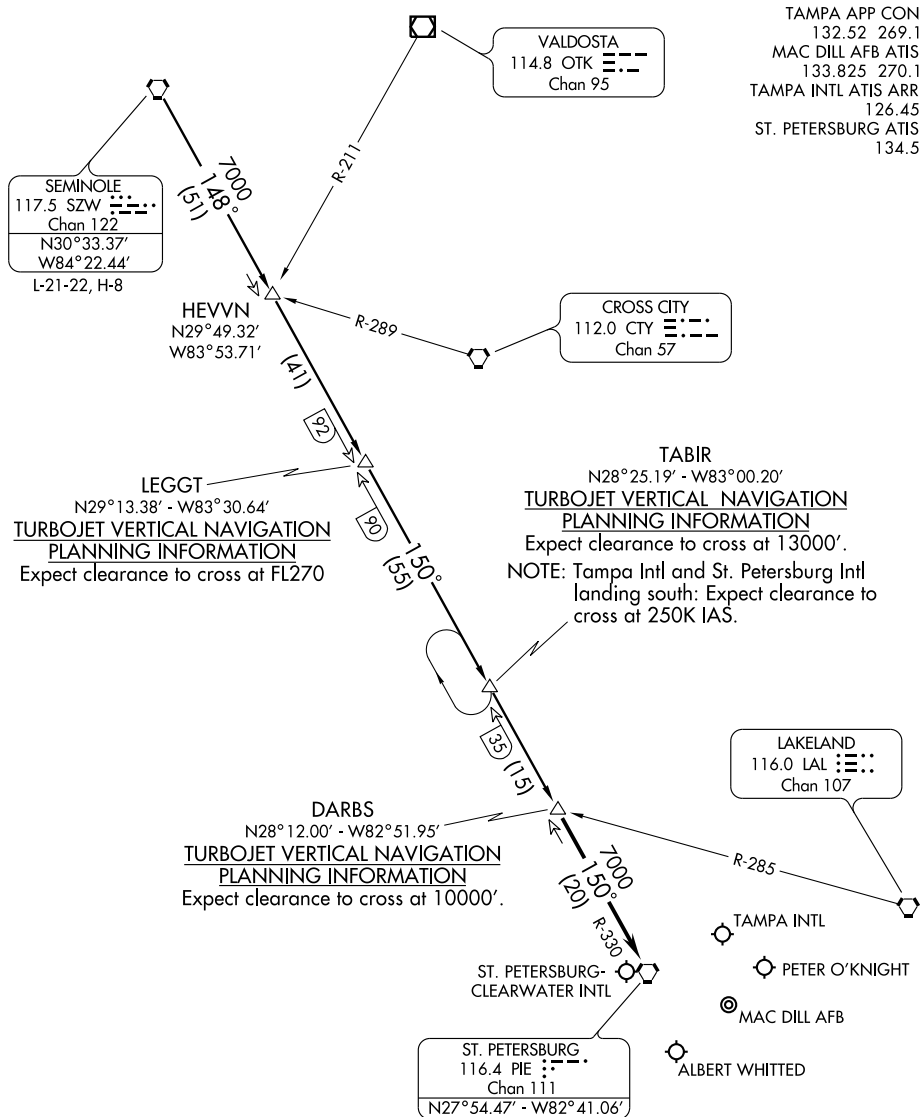 TAMPA APP CON
132.52 269.1
MAC DILL AFB ATIS
133.825 270.1
TAMPA INTL ATIS ARR
126.45
ST. PETERSBURG ATIS
134.5
VALDOSTA
114.8 OTK
Chan 95
R-211
SEMINOLE
117.5 SZW
Chan 122
N30°33.37'
W84°22.44'
L-21-22, H-8
7000
148°
(51)
HEVVN
N29°49.32'
W83°53.71'
R-289
CROSS CITY
112.0 CTY
Chan 57
(41)
92
LEGGT
N29°13.38' - W83°30.64'
TURBOJET VERTICAL NAVIGATION
PLANNING INFORMATION
Expect clearance to cross at FL270
90
150°
(55)
TABIR
N28°25.19' - W83°00.20'
TURBOJET VERTICAL NAVIGATION
PLANNING INFORMATION
Expect clearance to cross at 13000'.
NOTE: Tampa Intl and St. Petersburg Intl
landing south: Expect clearance to
cross at 250K IAS.
35
(15)
LAKELAND
116.0 LAL
Chan 107
R-285
DARBS
N28°12.00' - W82°51.95'
TURBOJET VERTICAL NAVIGATION
PLANNING INFORMATION
Expect clearance to cross at 10000'.
7000
150°
(20)
R-330
TAMPA INTL
PETER O'KNIGHT
ST. PETERSBURG-
CLEARWATER INTL
MAC DILL AFB
ALBERT WHITTED
ST. PETERSBURG
116.4 PIE
Chan 111
N27°54.47' - W82°41.06'